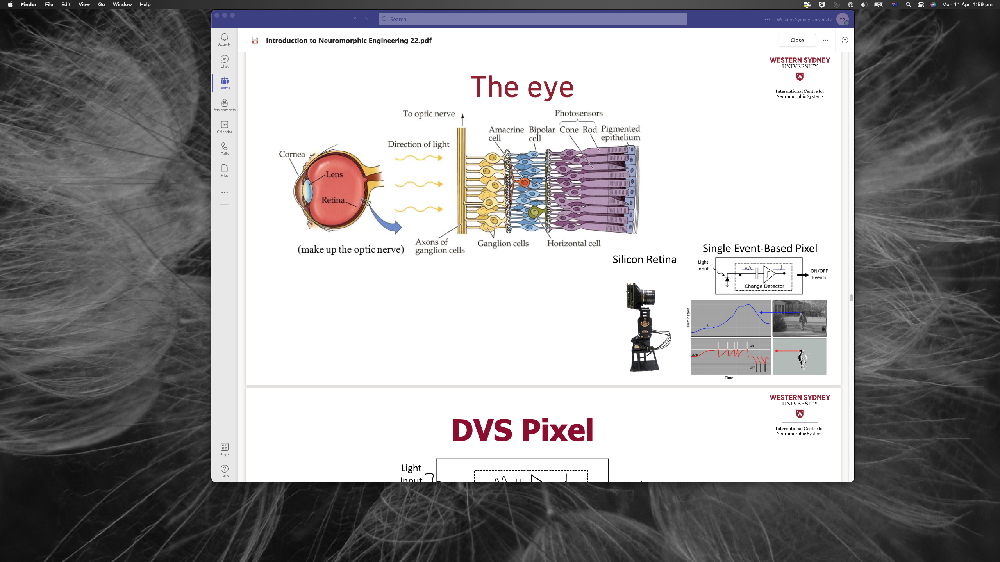 Finder File Edit View Go Window Help
Mon 11 Apr 1:59 pm
Search
Western Sydney University
YX
Activity
Chat
Teams
Assignments
Calendar
Calls
Files
Apps
Help
Introduction to Neuromorphic Engineering 22.pdf
Close
WESTERN SYDNEY
UNIVERSITY
W
International Centre for
Neuromorphic Systems
The eye
To optic nerve
Photosensors
Amacrine
cell
Bipolar
cell
Cone Rod
Pigmented
epithelium
Direction of light
Cornea
Lens
Retina
(make up the optic nerve)
Axons of
ganglion cells
Ganglion cells
Horizontal cell
Silicon Retina
Single Event-Based Pixel
Light
Input
Change Detector
ON/OFF
Events
Illumination
L
ON
dL/dt
OFF
Time
WESTERN SYDNEY
UNIVERSITY
W
International Centre for
Neuromorphic Systems
DVS Pixel
Light
Input